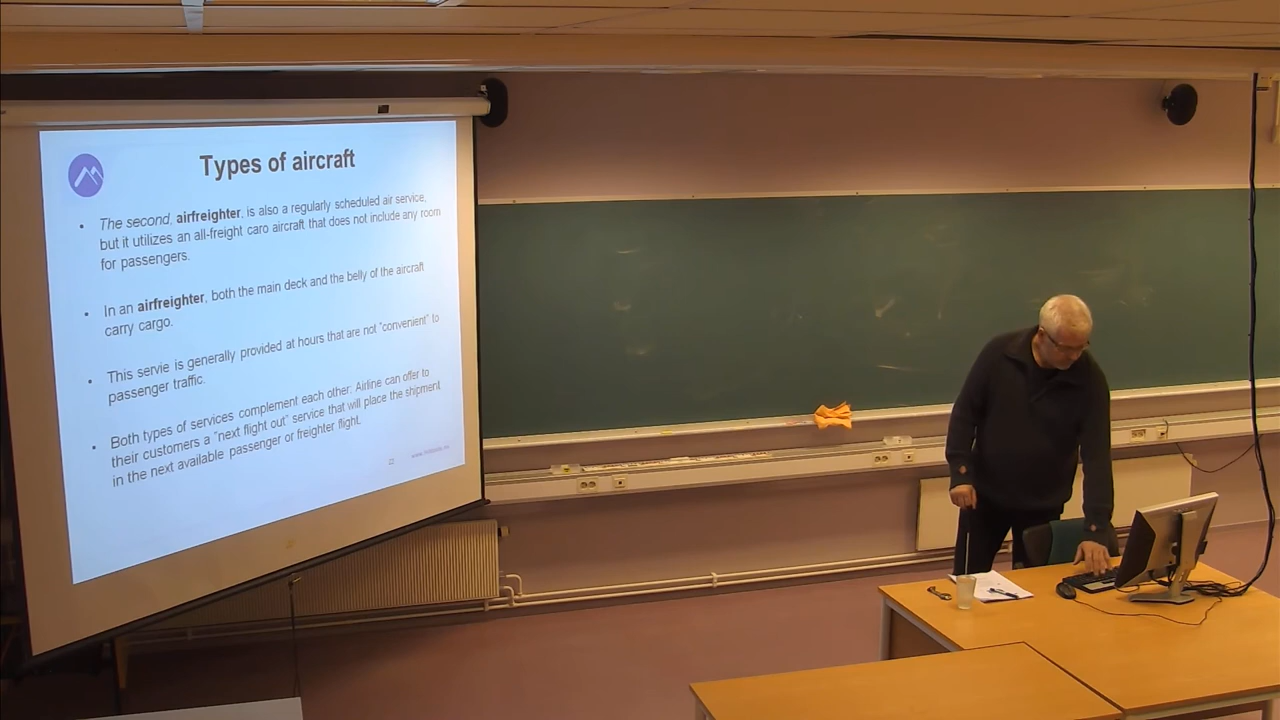 Types of aircraft
• The second, airfreighter, is also a regularly scheduled air service,
but it utilizes an all-freight caro aircraft that does not include any room
for passengers.
• In an airfreighter, both the main deck and the belly of the aircraft
carry cargo.
• This servie is generally provided at hours that are not "convenient" to
passenger traffic.
• Both types of services complement each other: Airline can offer to
their customers a "next flight out" service that will place the shipment
in the next available passenger or freighter flight.
22